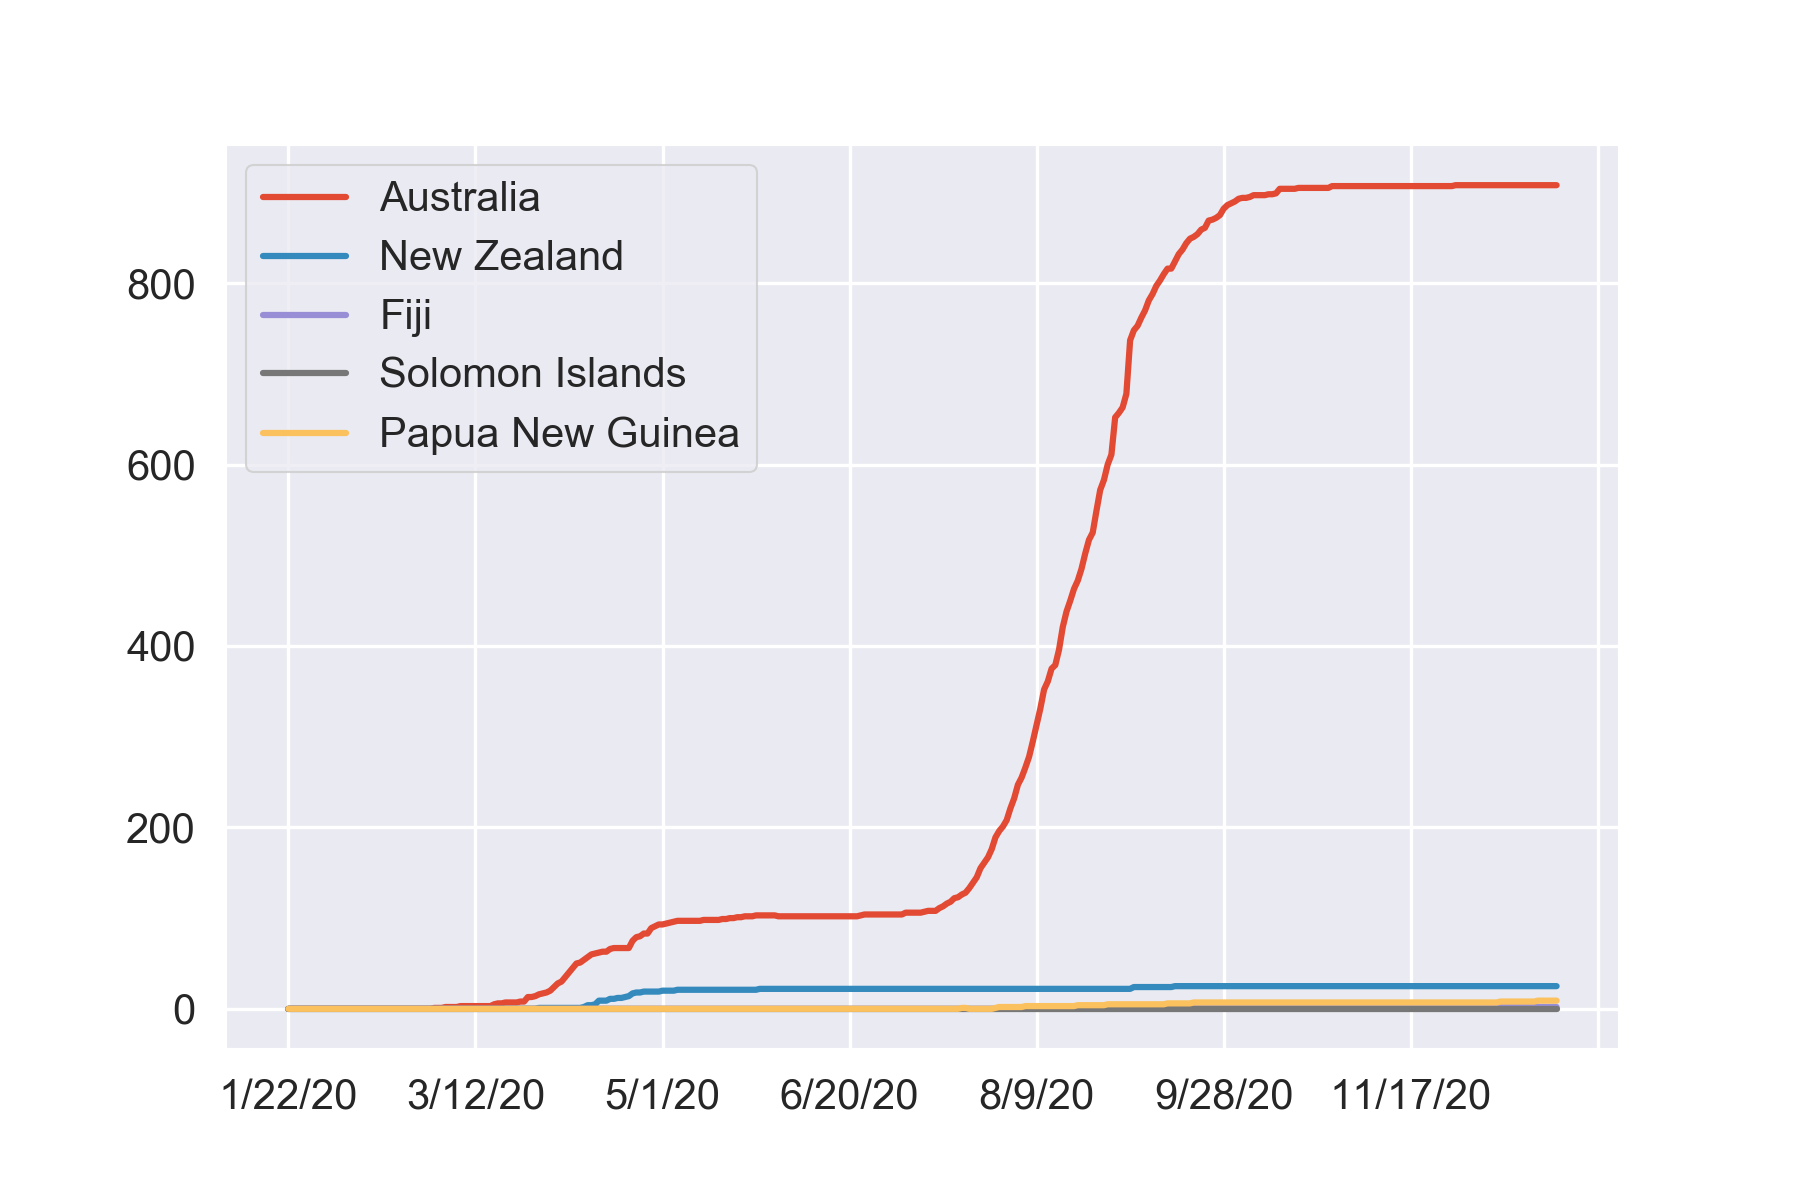 Australia
New Zealand
Fiji
Solomon Islands
Papua New Guinea
800
600
400
200
0
1/22/20 3/12/20 5/1/20 6/20/20 8/9/20 9/28/20 11/17/20